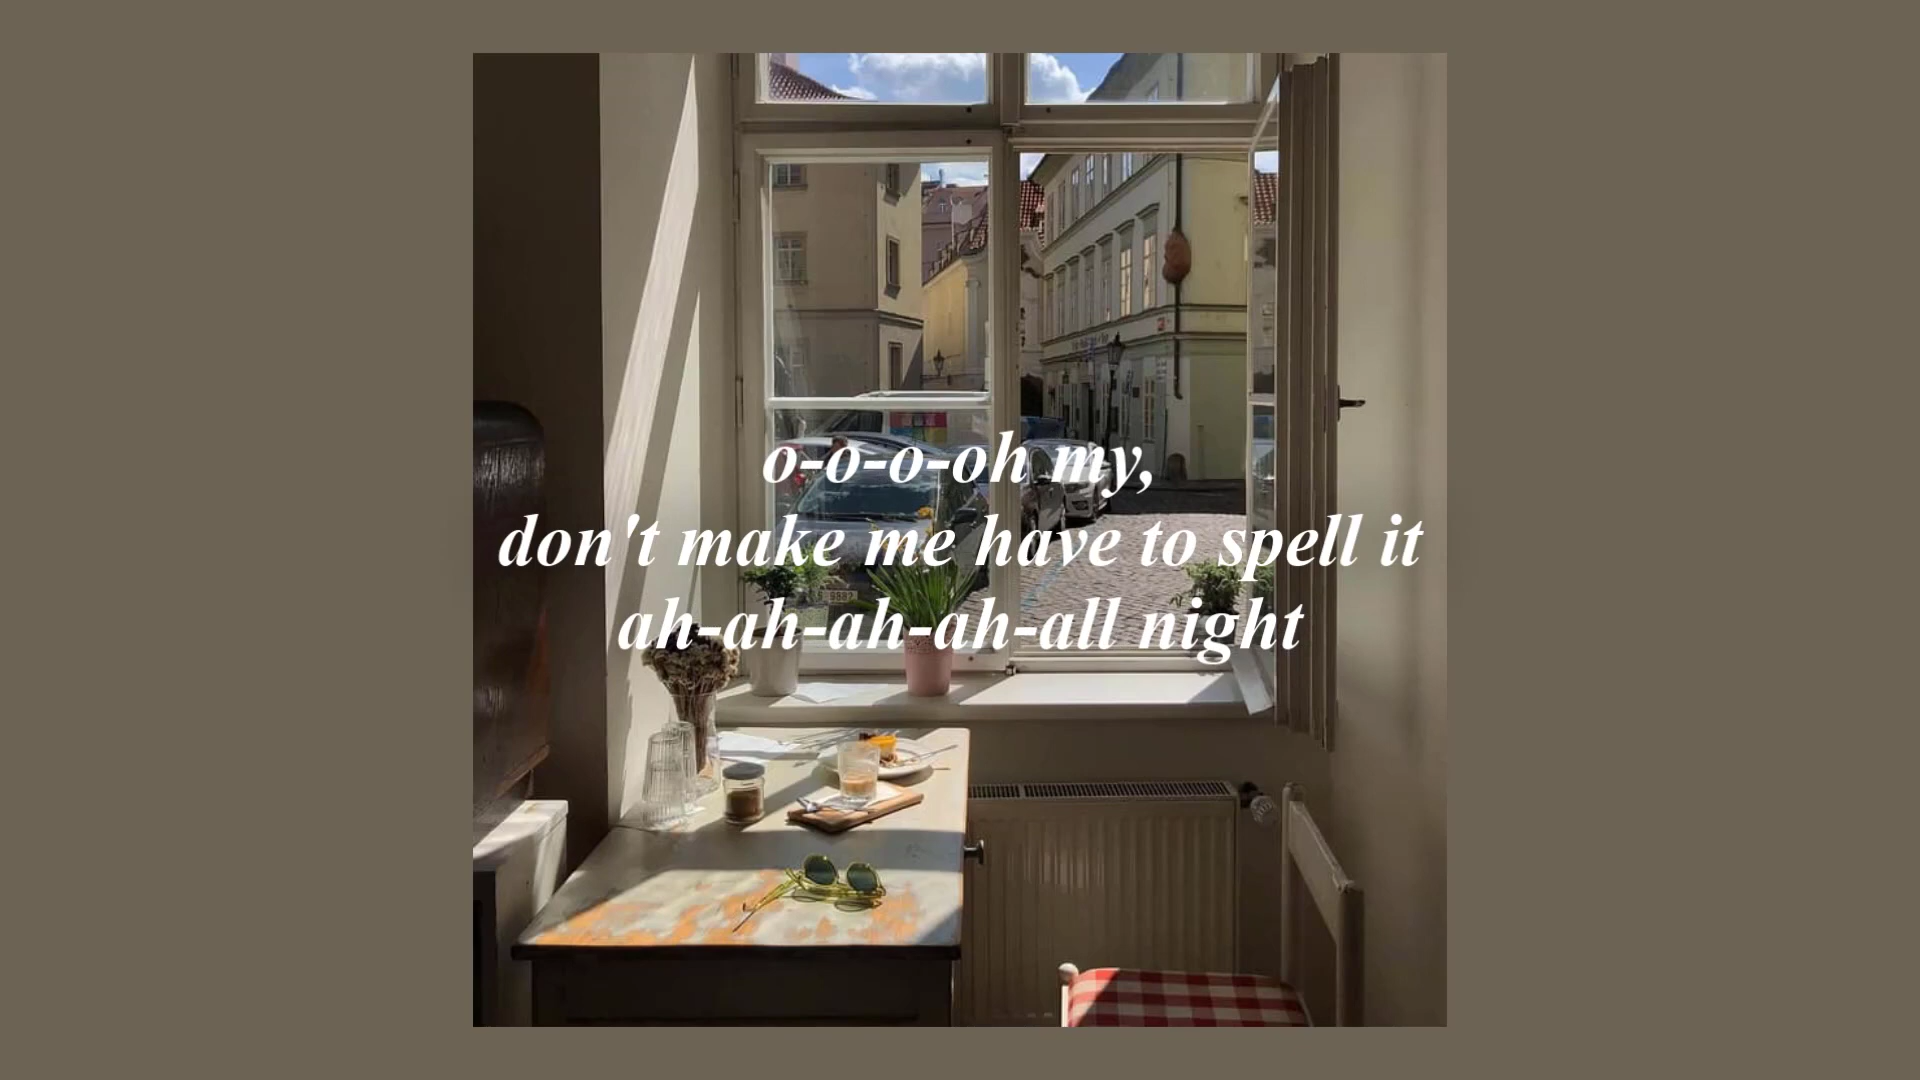 o-o-o-oh my,
don't make me have to spell it
ah-ah-ah-ah-all night